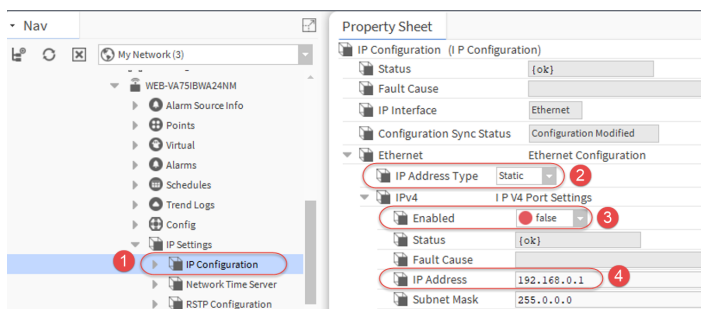 Nav
My Network (3)
WEB-VA75IBWA24NM
Alarm Source Info
Points
Virtual
Alarms
Schedules
Trend Logs
Config
IP Settings
1 IP Configuration
Network Time Server
RSTP Configuration
Property Sheet
IP Configuration (I P Configuration)
Status {ok}
Fault Cause
IP Interface Ethernet
Configuration Sync Status Configuration Modified
Ethernet Ethernet Configuration
IP Address Type Static 2
IPv4 I P V4 Port Settings
Enabled false 3
Status {ok}
Fault Cause
IP Address 192.168.0.1 4
Subnet Mask 255.0.0.0